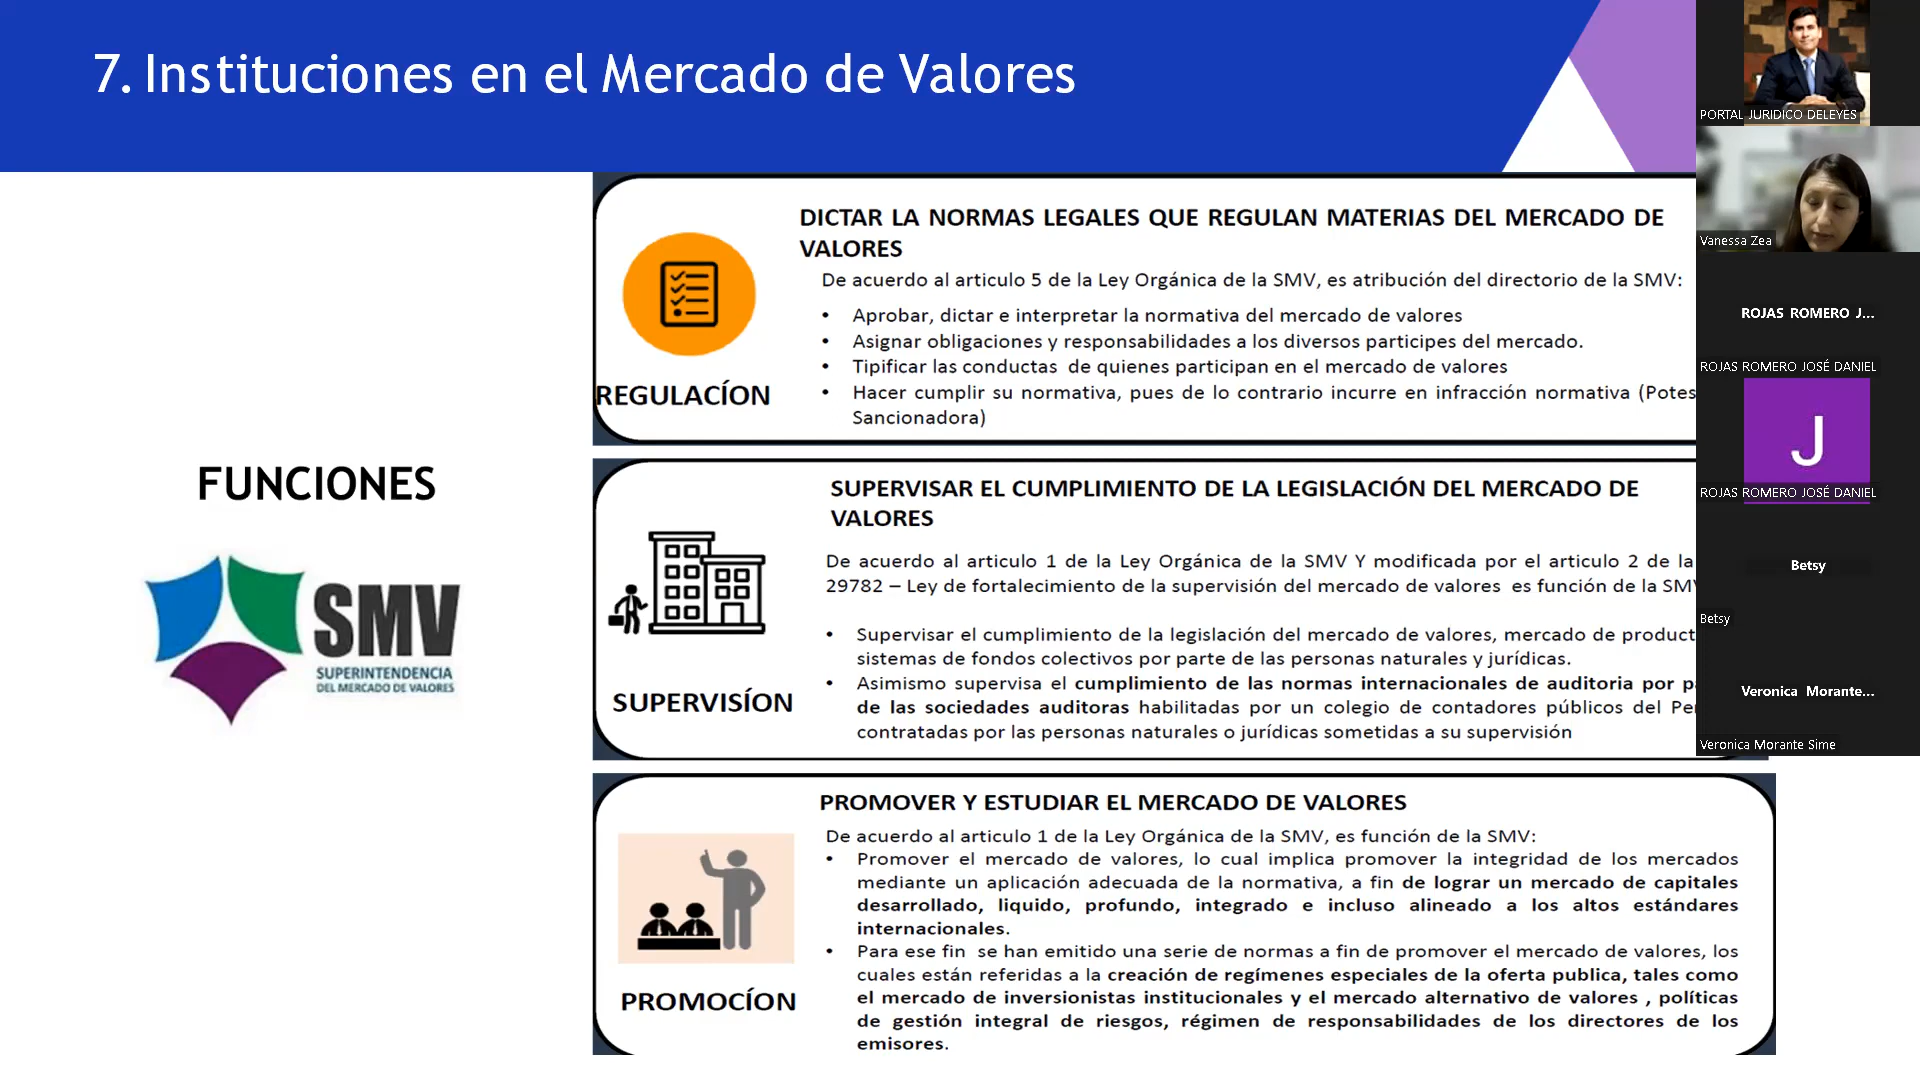 7. Instituciones en el Mercado de Valores
FUNCIONES
SMV
SUPERINTENDENCIA
DEL MERCADO DE VALORES
REGULACÍON
DICTAR LA NORMAS LEGALES QUE REGULAN MATERIAS DEL MERCADO DE
VALORES
De acuerdo al articulo 5 de la Ley Orgánica de la SMV, es atribución del directorio de la SMV:
• Aprobar, dictar e interpretar la normativa del mercado de valores
• Asignar obligaciones y responsabilidades a los diversos participes del mercado.
• Tipificar las conductas de quienes participan en el mercado de valores
• Hacer cumplir su normativa, pues de lo contrario incurre en infracción normativa (Potes
Sancionadora)
SUPERVISÍON
SUPERVISAR EL CUMPLIMIENTO DE LA LEGISLACIÓN DEL MERCADO DE
VALORES
De acuerdo al articulo 1 de la Ley Orgánica de la SMV Y modificada por el articulo 2 de la
29782 – Ley de fortalecimiento de la supervisión del mercado de valores es función de la SMV
• Supervisar el cumplimiento de la legislación del mercado de valores, mercado de product
sistemas de fondos colectivos por parte de las personas naturales y jurídicas.
• Asimismo supervisa el cumplimiento de las normas internacionales de auditoria por pa
de las sociedades auditoras habilitadas por un colegio de contadores públicos del Per
contratadas por las personas naturales o jurídicas sometidas a su supervisión
PROMOCÍON
PROMOVER Y ESTUDIAR EL MERCADO DE VALORES
De acuerdo al articulo 1 de la Ley Orgánica de la SMV, es función de la SMV:
• Promover el mercado de valores, lo cual implica promover la integridad de los mercados
mediante un aplicación adecuada de la normativa, a fin de lograr un mercado de capitales
desarrollado, liquido, profundo, integrado e incluso alineado a los altos estándares
internacionales.
• Para ese fin se han emitido una serie de normas a fin de promover el mercado de valores, los
cuales están referidas a la creación de regímenes especiales de la oferta publica, tales como
el mercado de inversionistas institucionales y el mercado alternativo de valores , políticas
de gestión integral de riesgos, régimen de responsabilidades de los directores de los
emisores.
PORTAL JURIDICO DELEYES
Vanessa Zea
ROJAS ROMERO J...
ROJAS ROMERO JOSÉ DANIEL
J
ROJAS ROMERO JOSÉ DANIEL
Betsy
Betsy
Veronica Morante...
Veronica Morante Sime